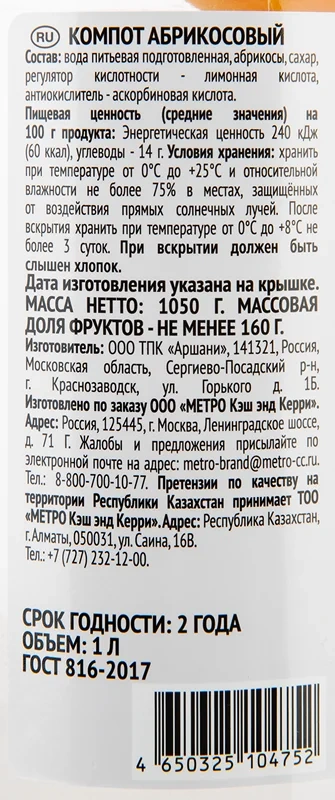 RU КОМПОТ АБРИКОСОВЫЙ
Состав: вода питьевая подготовленная, абрикосы, сахар,
регулятор кислотности - лимонная кислота,
антиокислитель - аскорбиновая кислота.
Пищевая ценность (средние значения) на
100 г продукта: Энергетическая ценность 240 кДж
(60 ккал), углеводы - 14 г. Условия хранения: хранить
при температуре от 0°С до +25°С и относительной
влажности не более 75% в местах, защищённых
от воздействия прямых солнечных лучей. После
вскрытия хранить при температуре от 0°С до +8°С не
более 3 суток. При вскрытии должен быть
слышен хлопок.
Дата изготовления указана на крышке.
МАССА НЕТТО: 1050 Г. МАССОВАЯ
ДОЛЯ ФРУКТОВ - НЕ МЕНЕЕ 160 Г.
Изготовитель: ООО ТПК «Аршани», 141321, Россия,
Московская область, Сергиево-Посадский р-н,
г. Краснозаводск, ул. Горького д. 1Б.
Изготовлено по заказу ООО «МЕТРО Кэш энд Керри».
Адрес: Россия, 125445, г. Москва, Ленинградское шоссе,
д. 71 Г. Жалобы и предложения присылайте по
электронной почте на адрес: metro-brand@metro-cc.ru.
Тел.: 8-800-700-10-77. Претензии по качеству на
территории Республики Казахстан принимает ТОО
«МЕТРО Кэш энд Керри». Адрес: Республика Казахстан,
г. Алматы, 050031, ул. Саина, 16В.
Тел.: +7 (727) 232-12-00.
СРОК ГОДНОСТИ: 2 ГОДА
ОБЪЕМ: 1 Л
ГОСТ 816-2017
4 650325 104752